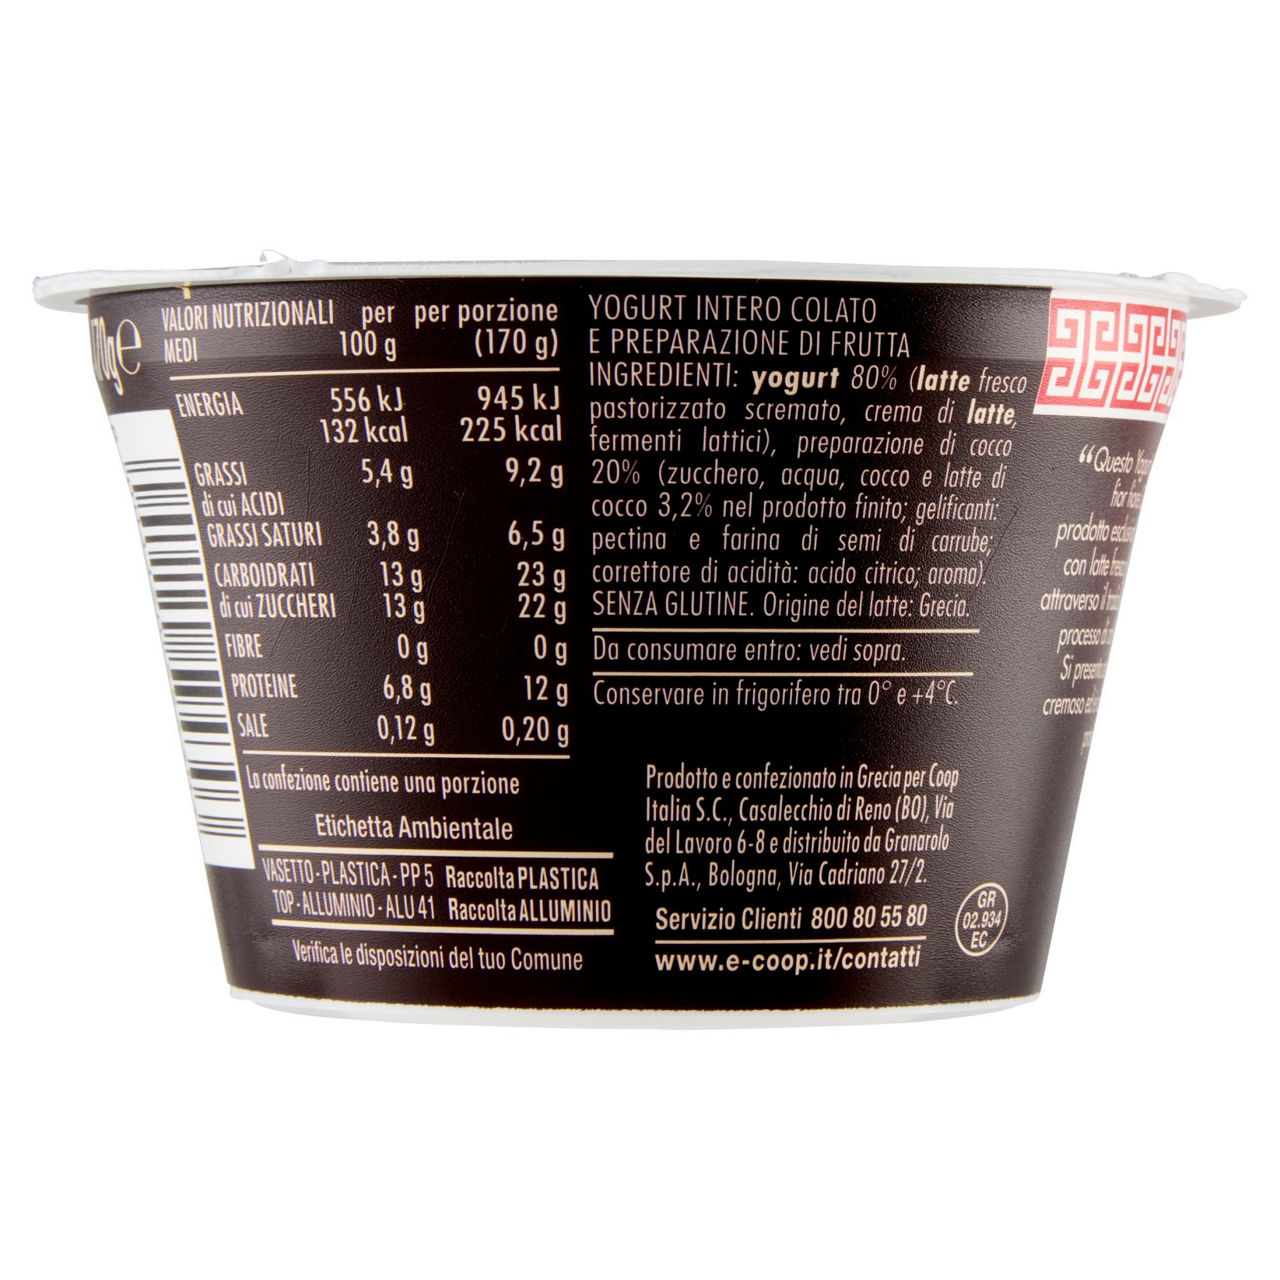 170g e
VALORI NUTRIZIONALI per per porzione
MEDI 100 g (170 g)
ENERGIA 556 kJ 945 kJ
132 kcal 225 kcal
GRASSI 5,4 g 9,2 g
di cui ACIDI
GRASSI SATURI 3,8 g 6,5 g
CARBOIDRATI 13 g 23 g
di cui ZUCCHERI 13 g 22 g
FIBRE 0 g 0 g
PROTEINE 6,8 g 12 g
SALE 0,12 g 0,20 g
La confezione contiene una porzione
Etichetta Ambientale
VASETTO - PLASTICA - PP 5 Raccolta PLASTICA
TOP - ALLUMINIO - ALU 41 Raccolta ALLUMINIO
Verifica le disposizioni del tuo Comune
YOGURT INTERO COLATO
E PREPARAZIONE DI FRUTTA
INGREDIENTI: yogurt 80% (latte fresco
pastorizzato scremato, crema di latte,
fermenti lattici), preparazione di cocco
20% (zucchero, acqua, cocco e latte di
cocco 3,2% nel prodotto finito; gelificanti:
pectina e farina di semi di carrube;
correttore di acidità: acido citrico; aroma).
SENZA GLUTINE. Origine del latte: Grecia.
Da consumare entro: vedi sopra.
Conservare in frigorifero tra 0° e +4°C.
Prodotto e confezionato in Grecia per Coop
Italia S.C., Casalecchio di Reno (BO), Via
del Lavoro 6-8 e distribuito da Granarolo
S.p.A., Bologna, Via Cadriano 27/2.
Servizio Clienti 800 80 55 80
www.e-coop.it/contatti
GR
02.934
EC
“Questo
fior
prodotto
con latte
attraverso il
processo
Si
cremoso